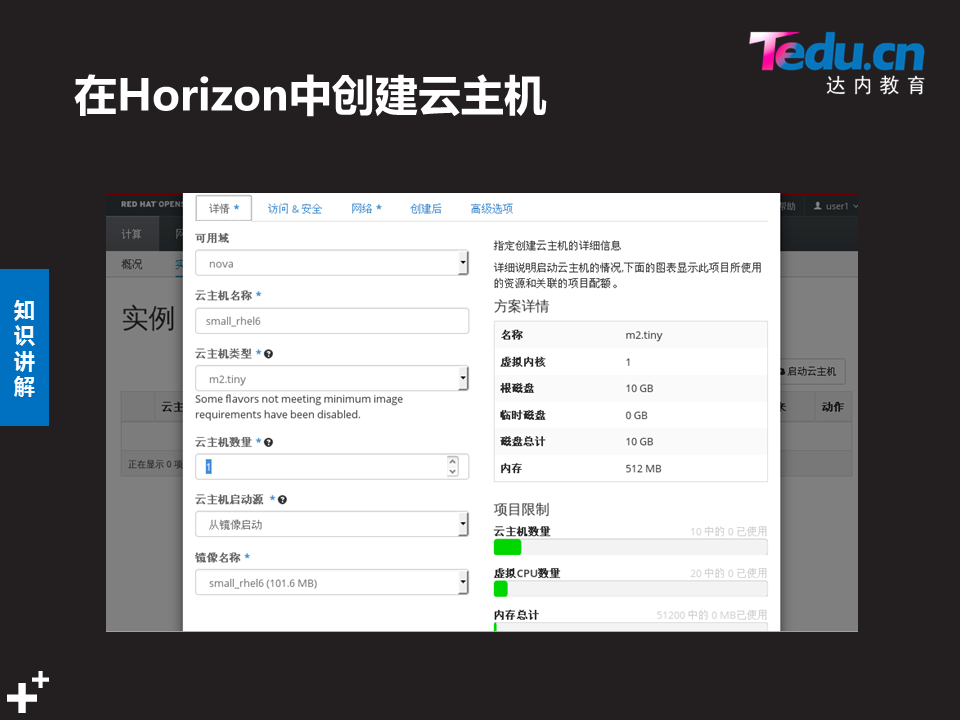 Tedu.cn
达内教育
在Horizon中创建云主机
知识讲解
RED HAT OPENS
帮助
user1
计算
网
概况
实例
启动云主机
云主
动作
正在显示 0 项
详情 *
访问 & 安全
网络 *
创建后
高级选项
可用域
nova
云主机名称 *
small_rhel6
云主机类型 *
m2.tiny
Some flavors not meeting minimum image
requirements have been disabled.
云主机数量 *
1
云主机启动源 *
从镜像启动
镜像名称 *
small_rhel6 (101.6 MB)
指定创建云主机的详细信息
详细说明启动云主机的情况,下面的图表显示此项目所使用
的资源和关联的项目配额。
方案详情
名称 m2.tiny
虚拟内核 1
根磁盘 10 GB
临时磁盘 0 GB
磁盘总计 10 GB
内存 512 MB
项目限制
云主机数量 10 中的 0 已使用
虚拟CPU数量 20 中的 0 已使用
内存总计 51200 中的 0 MB已使用